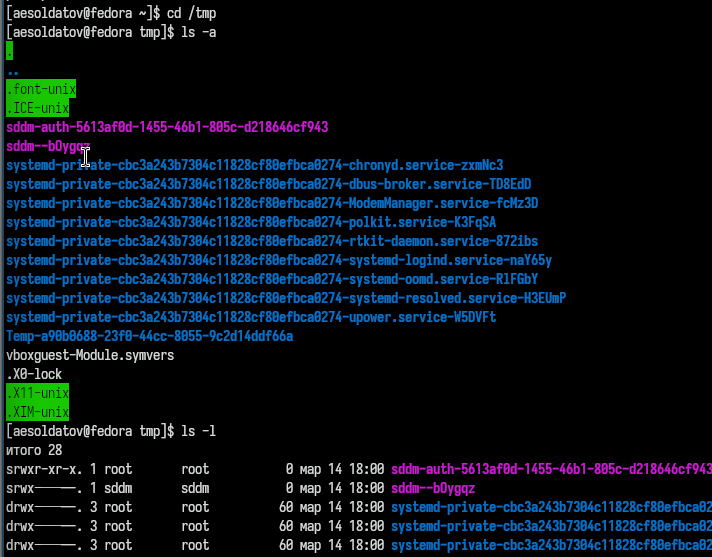 [aesoldatov@fedora ~]$ cd /tmp
[aesoldatov@fedora tmp]$ ls -a
.
..
.font-unix
.ICE-unix
sddm-auth-5613af0d-1455-46b1-805c-d218646cf943
sddm--bOygqz
systemd-private-cbc3a243b7304c11828cf80efbca0274-chronyd.service-zxmNc3
systemd-private-cbc3a243b7304c11828cf80efbca0274-dbus-broker.service-TD8EdD
systemd-private-cbc3a243b7304c11828cf80efbca0274-ModemManager.service-fcMz3D
systemd-private-cbc3a243b7304c11828cf80efbca0274-polkit.service-K3FqSA
systemd-private-cbc3a243b7304c11828cf80efbca0274-rtkit-daemon.service-872ibs
systemd-private-cbc3a243b7304c11828cf80efbca0274-systemd-logind.service-naY65y
systemd-private-cbc3a243b7304c11828cf80efbca0274-systemd-oomd.service-RlFGbY
systemd-private-cbc3a243b7304c11828cf80efbca0274-systemd-resolved.service-H3EUmP
systemd-private-cbc3a243b7304c11828cf80efbca0274-upower.service-W5DVFt
Temp-a90b0688-23f0-44cc-8055-9c2d14ddf66a
vboxguest-Module.symvers
.X0-lock
.X11-unix
.XIM-unix
[aesoldatov@fedora tmp]$ ls -l
итого 28
srwxr-xr-x. 1 root root 0 мар 14 18:00 sddm-auth-5613af0d-1455-46b1-805c-d218646cf943
srwx------. 1 sddm sddm 0 мар 14 18:00 sddm--bOygqz
drwx------. 3 root root 60 мар 14 18:00 systemd-private-cbc3a243b7304c11828cf80efbca02
drwx------. 3 root root 60 мар 14 18:00 systemd-private-cbc3a243b7304c11828cf80efbca02
drwx------. 3 root root 60 мар 14 18:00 systemd-private-cbc3a243b7304c11828cf80efbca02